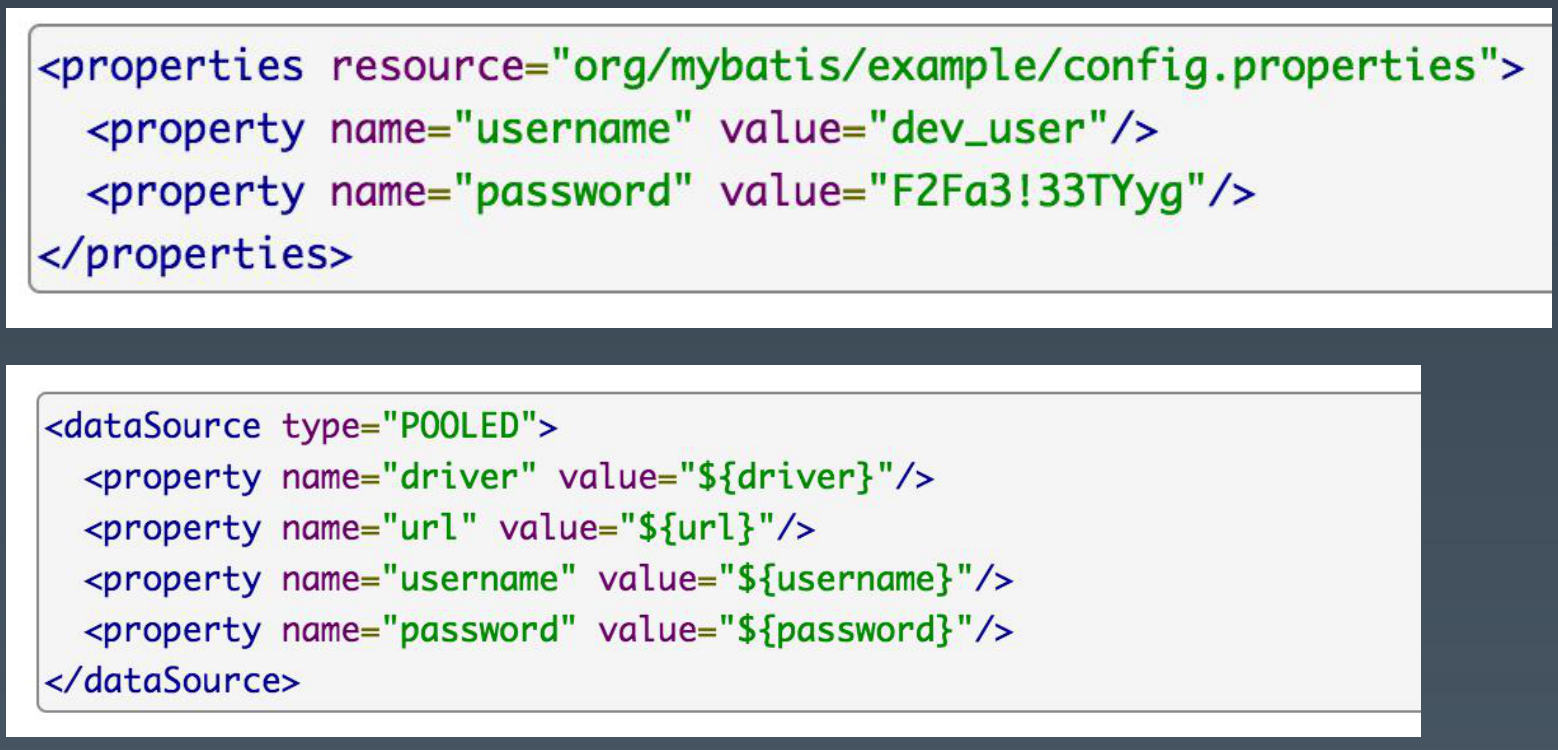 <properties resource="org/mybatis/example/config.properties">
  <property name="username" value="dev_user"/>
  <property name="password" value="F2Fa3!33TYyg"/>
</properties>
<dataSource type="POOLED">
  <property name="driver" value="${driver}"/>
  <property name="url" value="${url}"/>
  <property name="username" value="${username}"/>
  <property name="password" value="${password}"/>
</dataSource>